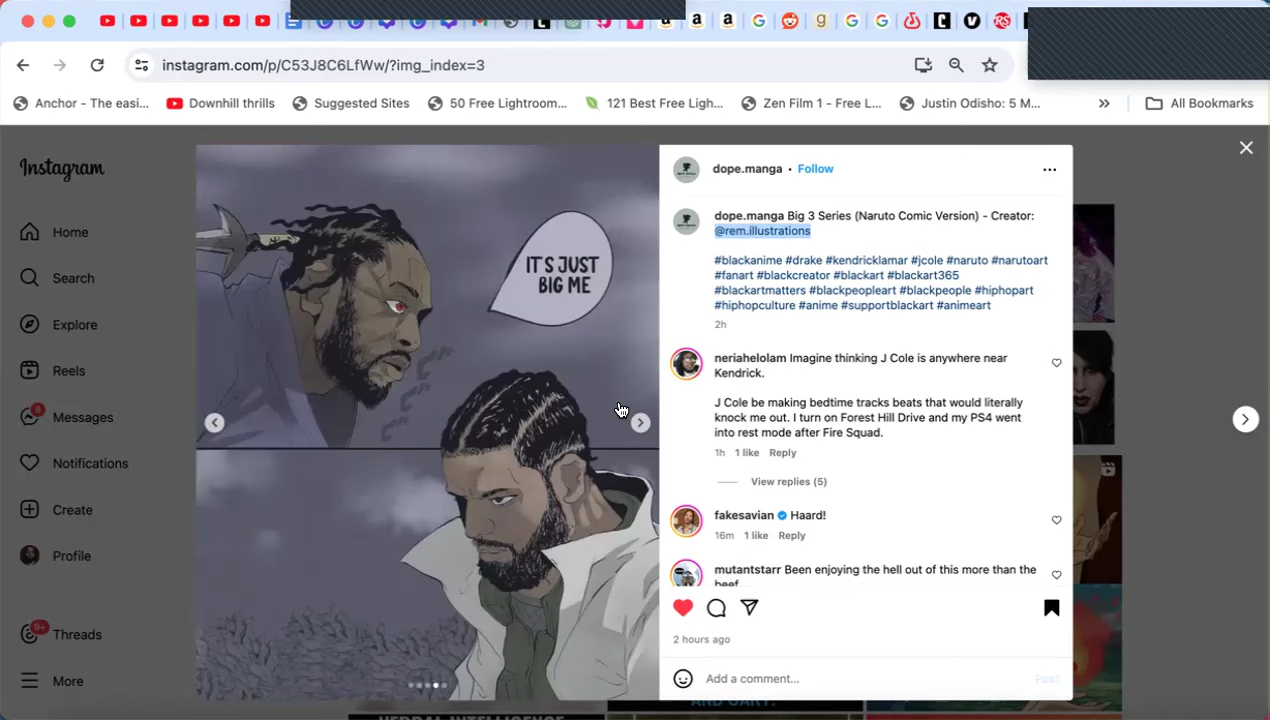 instagram.com/p/C53J8C6LfWw/?img_index=3
Anchor - The easi...
Downhill thrills
Suggested Sites
50 Free Lightroom...
121 Best Free Ligh...
Zen Film 1 - Free L...
Justin Odisho: 5 M...
All Bookmarks
Instagram
Home
Search
Explore
Reels
8
Messages
Notifications
Create
Profile
9+
Threads
More
IT'S JUST
BIG ME
dope.manga • Follow
dope.manga Big 3 Series (Naruto Comic Version) - Creator:
@rem.illustrations
#blackanime #drake #kendricklamar #jcole #naruto #narutoart
#fanart #blackcreator #blackart #blackart365
#blackartmatters #blackpeopleart #blackpeople #hiphopart
#hiphopculture #anime #supportblackart #animeart
2h
neriahelolam Imagine thinking J Cole is anywhere near
Kendrick.
J Cole be making bedtime tracks beats that would literally
knock me out. I turn on Forest Hill Drive and my PS4 went
into rest mode after Fire Squad.
1h 1 like Reply
View replies (5)
fakesavian Haard!
16m 1 like Reply
mutantstarr Been enjoying the hell out of this more than the
beef
2 hours ago
Add a comment...
Post
VERBAL INTELLIGENCE
AND CART.